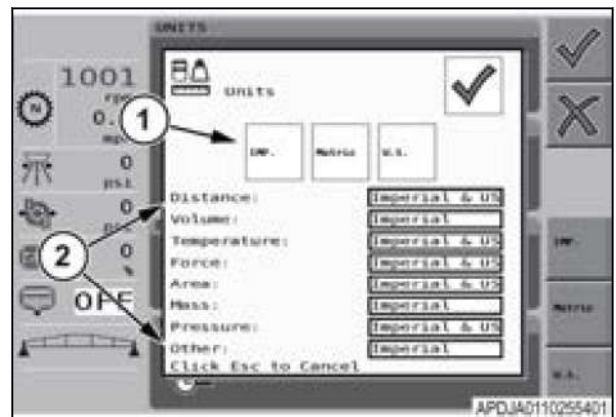 UNITS
1001
rpm
0.
1
Units
IMP.
Metric
U.S.
0
psi
0
0
%
2
OFF
Distance: Imperial & US
Volume: Imperial
Temperature: Imperial & US
Force: Imperial & US
Area: Imperial & US
Mass: Imperial
Pressure: Imperial & US
Other: Imperial
Click Esc to Cancel
IMP.
Metric
U.S.
APDJA0110255401